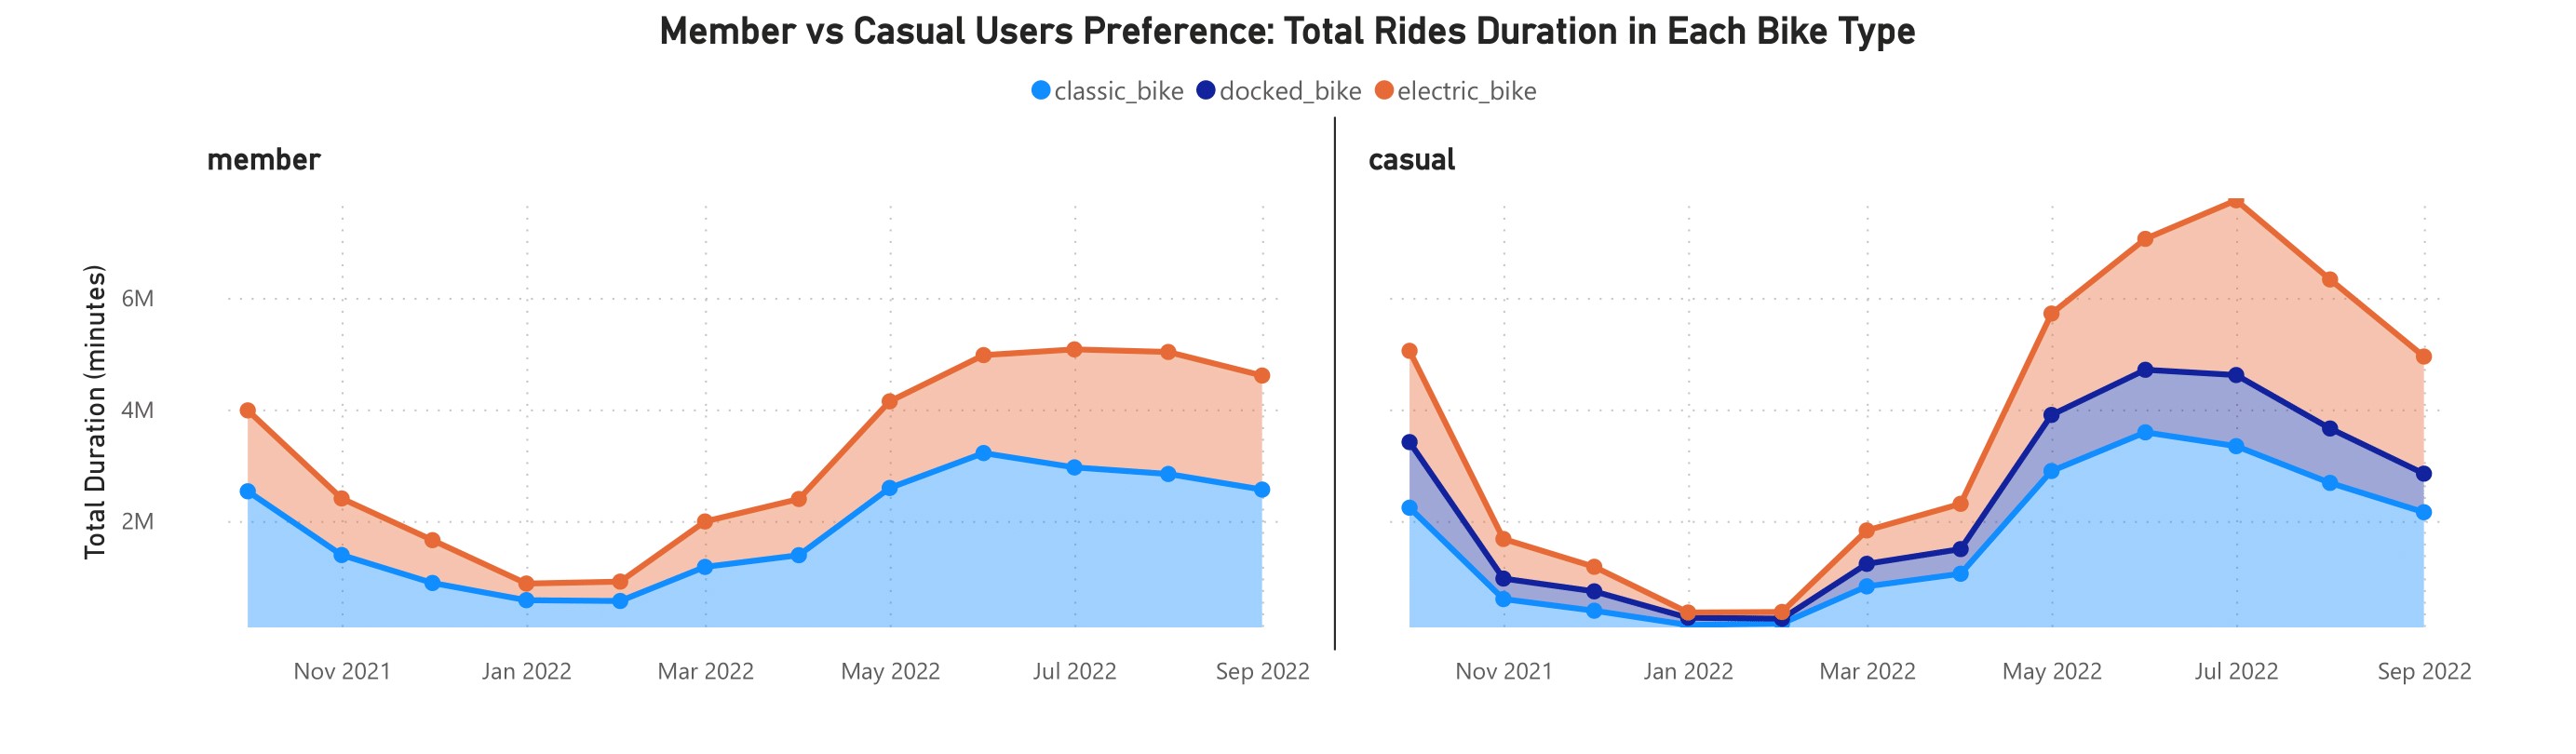 Member vs Casual Users Preference: Total Rides Duration in Each Bike Type
classic_bike docked_bike electric_bike
member
casual
Total Duration (minutes)
6M
4M
2M
Nov 2021 Jan 2022 Mar 2022 May 2022 Jul 2022 Sep 2022
Nov 2021 Jan 2022 Mar 2022 May 2022 Jul 2022 Sep 2022